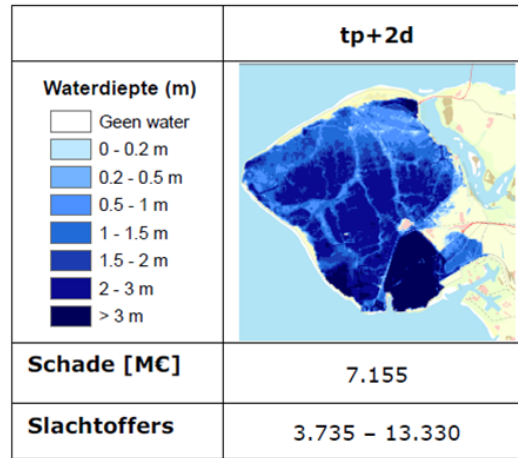 tp+2d
Waterdiepte (m)
Geen water
0 - 0.2 m
0.2 - 0.5 m
0.5 - 1 m
1 - 1.5 m
1.5 - 2 m
2 - 3 m
> 3 m
Schade [M€]
7.155
Slachtoffers
3.735 – 13.330